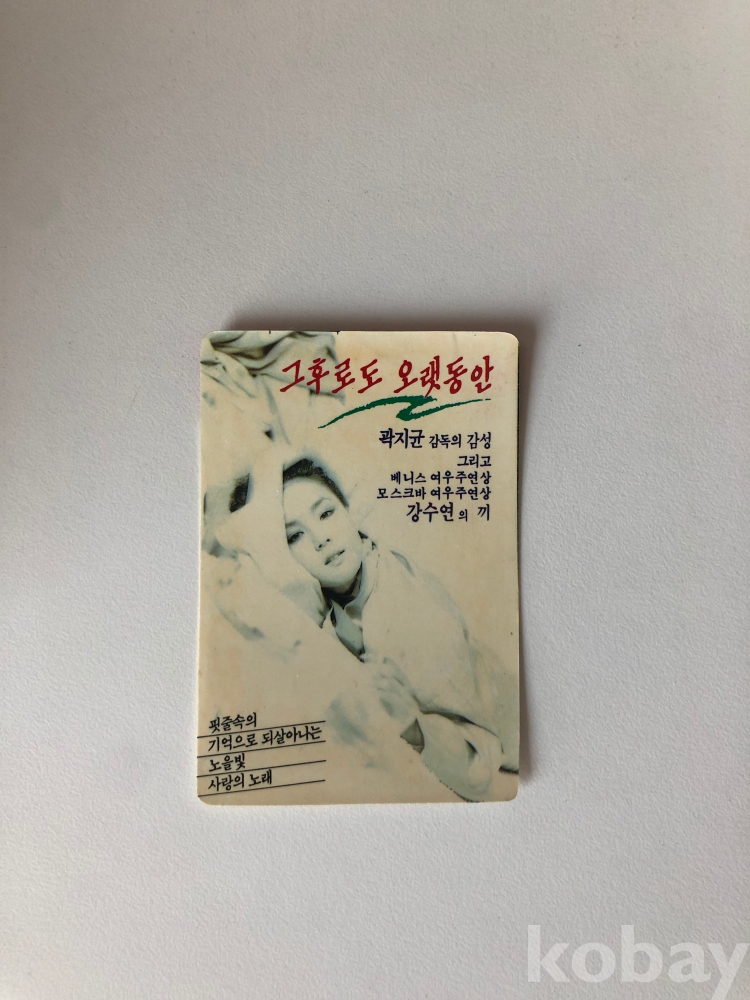 그후로도 오랫동안
곽지균 감독의 감성
그리고
베니스 여우주연상
모스크바 여우주연상
강수연의 끼
핏줄속의
기억으로 되살아나는
노을빛
사랑의 노래
kobay